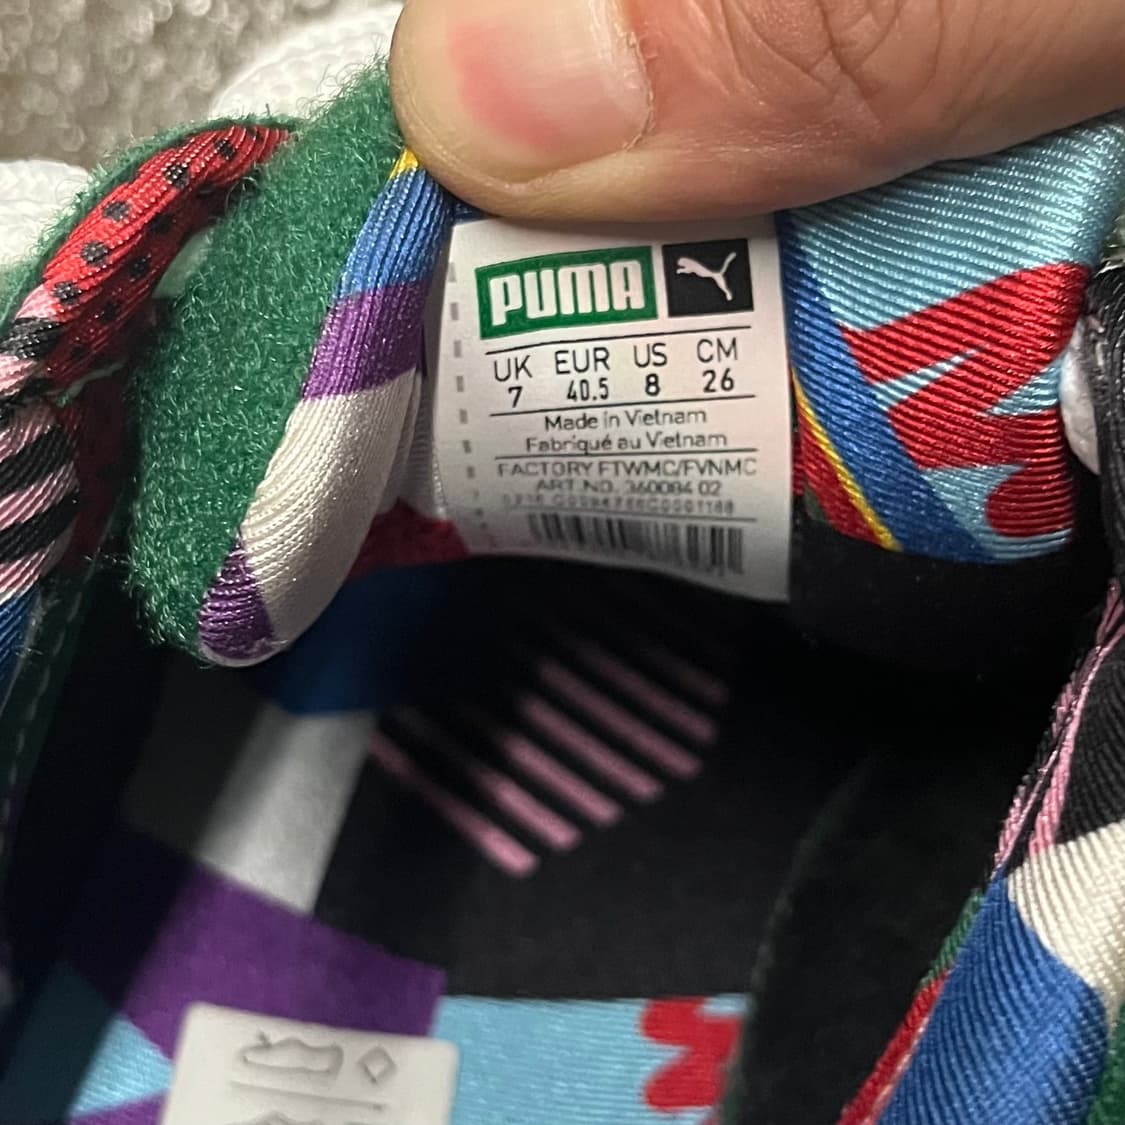 PUMA
UK EUR US CM
7 40.5 8 26
Made in Vietnam
Fabriqué au Vietnam
FACTORY FTWMC/FVNMC
ART.NO. 360084 02